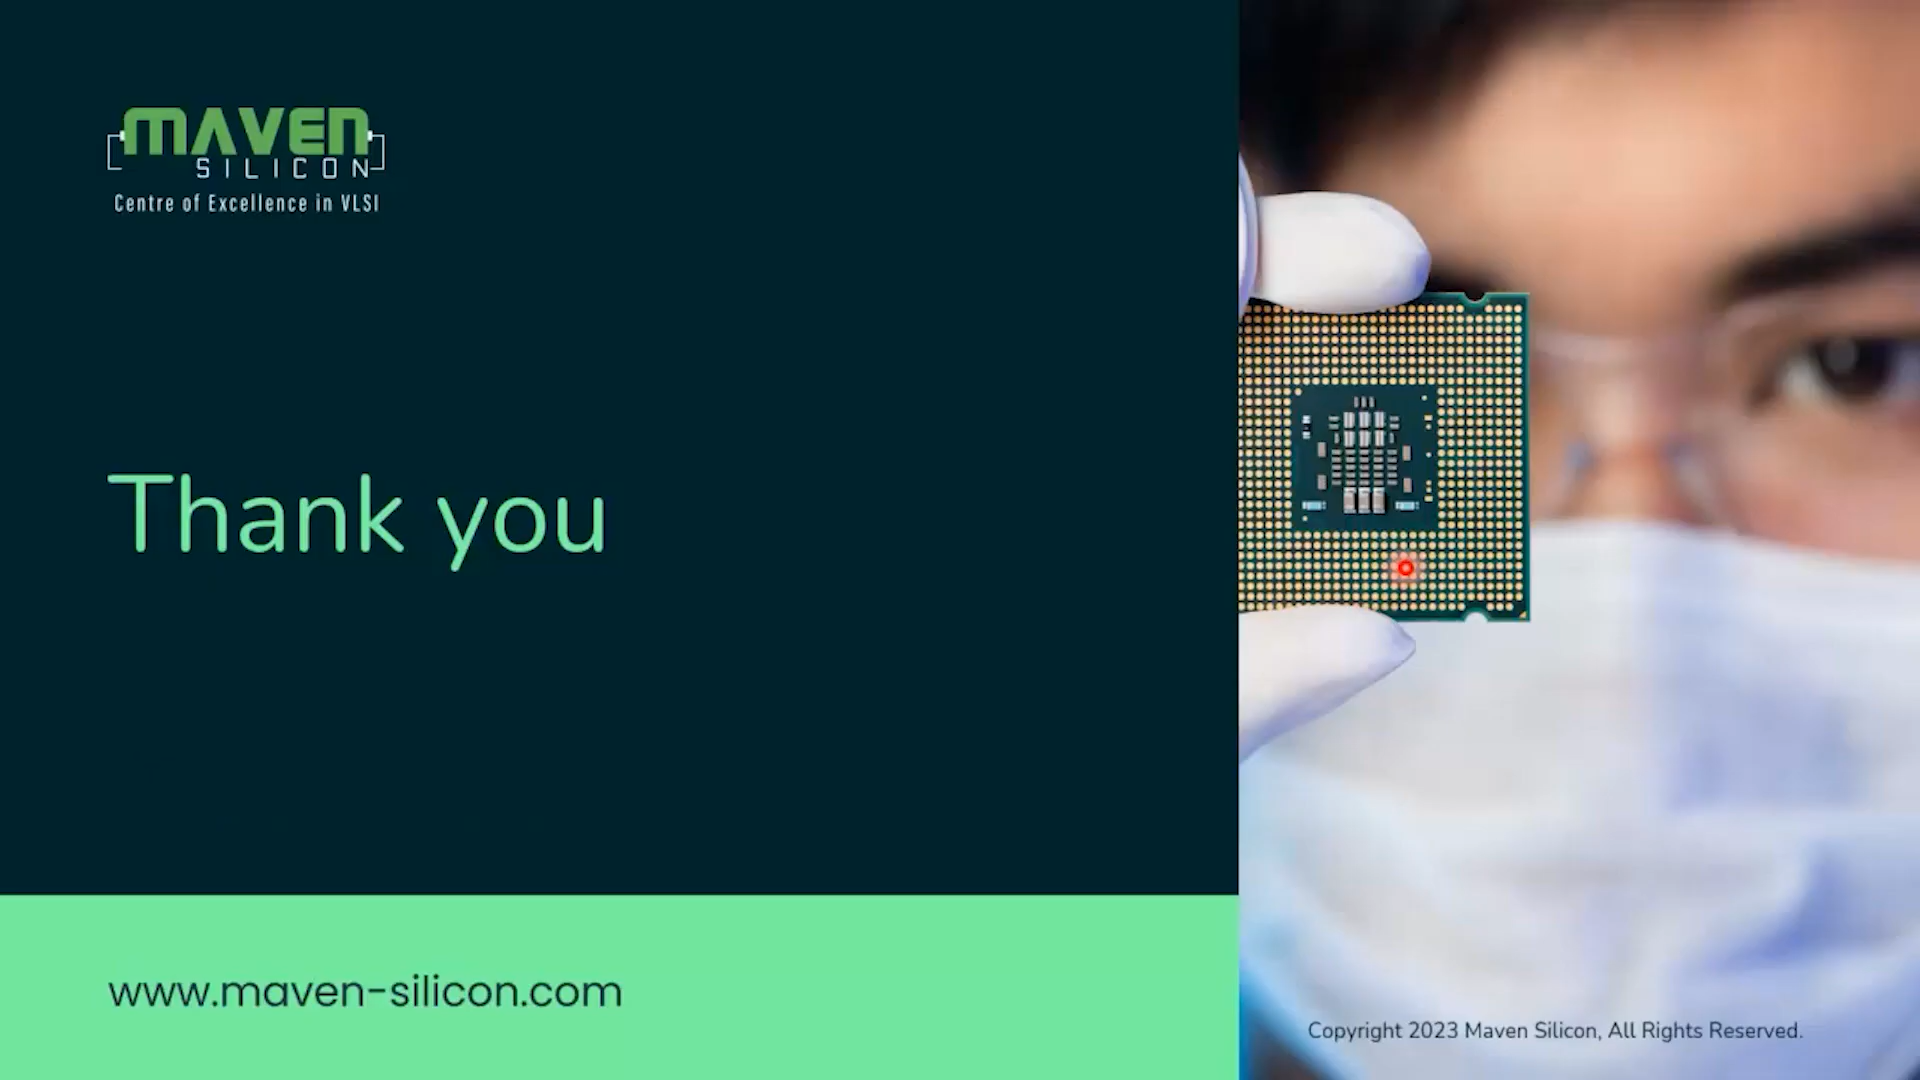 MAVEN
SILICON
Centre of Excellence in VLSI
Thank you
www.maven-silicon.com
Copyright 2023 Maven Silicon, All Rights Reserved.